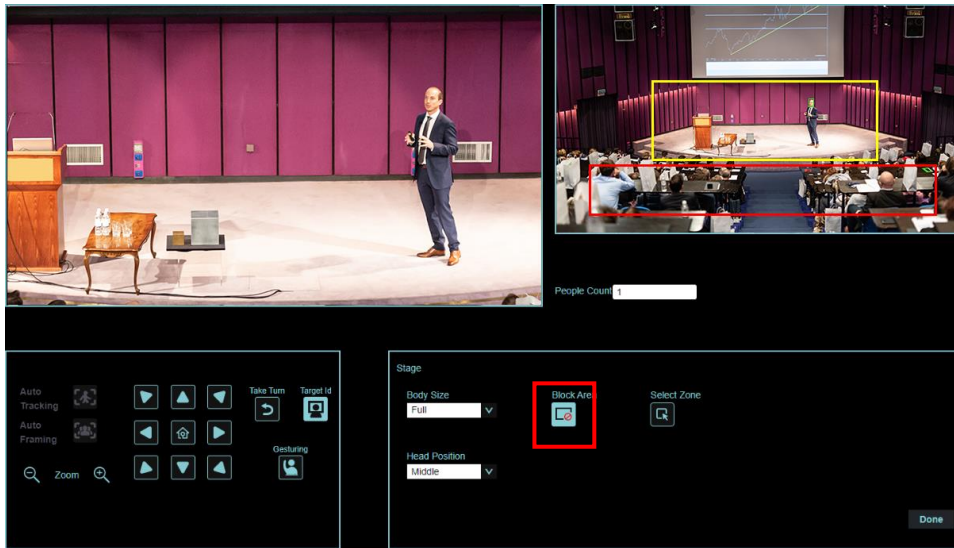 People Count 1
Stage
Auto Tracking
Auto Framing
Zoom
Take Turn
Target Id
Gesturing
Body Size
Full
Block Are
Select Zone
Head Position
Middle
Done